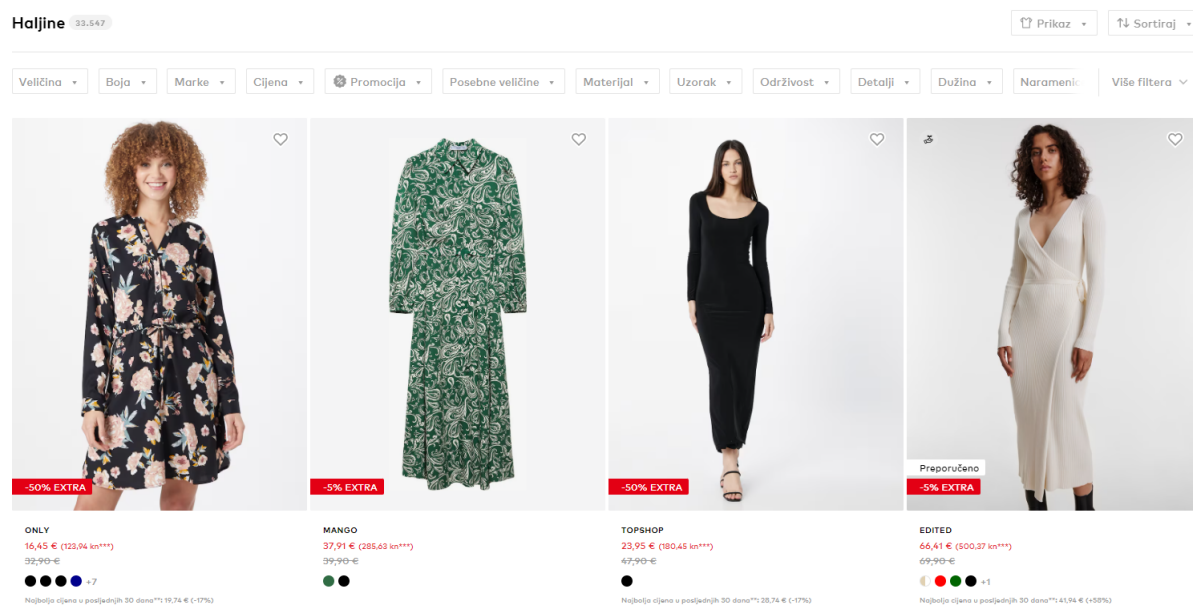 Haljine 33.547
Prikaz
Sortiraj
Veličina
Boja
Marke
Cijena
Promocija
Posebne veličine
Materijal
Uzorak
Održivost
Detalji
Dužina
Više filtera
-50% EXTRA
ONLY
16,45 € (123,94 kn***)
32,90 €
+7
Najbolja cijena u posljednjih 30 dana**: 19,74 € (-17%)
-5% EXTRA
MANGO
37,91 € (285,63 kn***)
39,90 €
-50% EXTRA
TOPSHOP
23,95 € (180,45 kn***)
47,90 €
Najbolja cijena u posljednjih 30 dana**: 28,74 € (-17%)
Preporučeno
-5% EXTRA
EDITED
66,41 € (500,37 kn***)
69,90 €
+1
Najbolja cijena u posljednjih 30 dana**: 41,94 € (+58%)